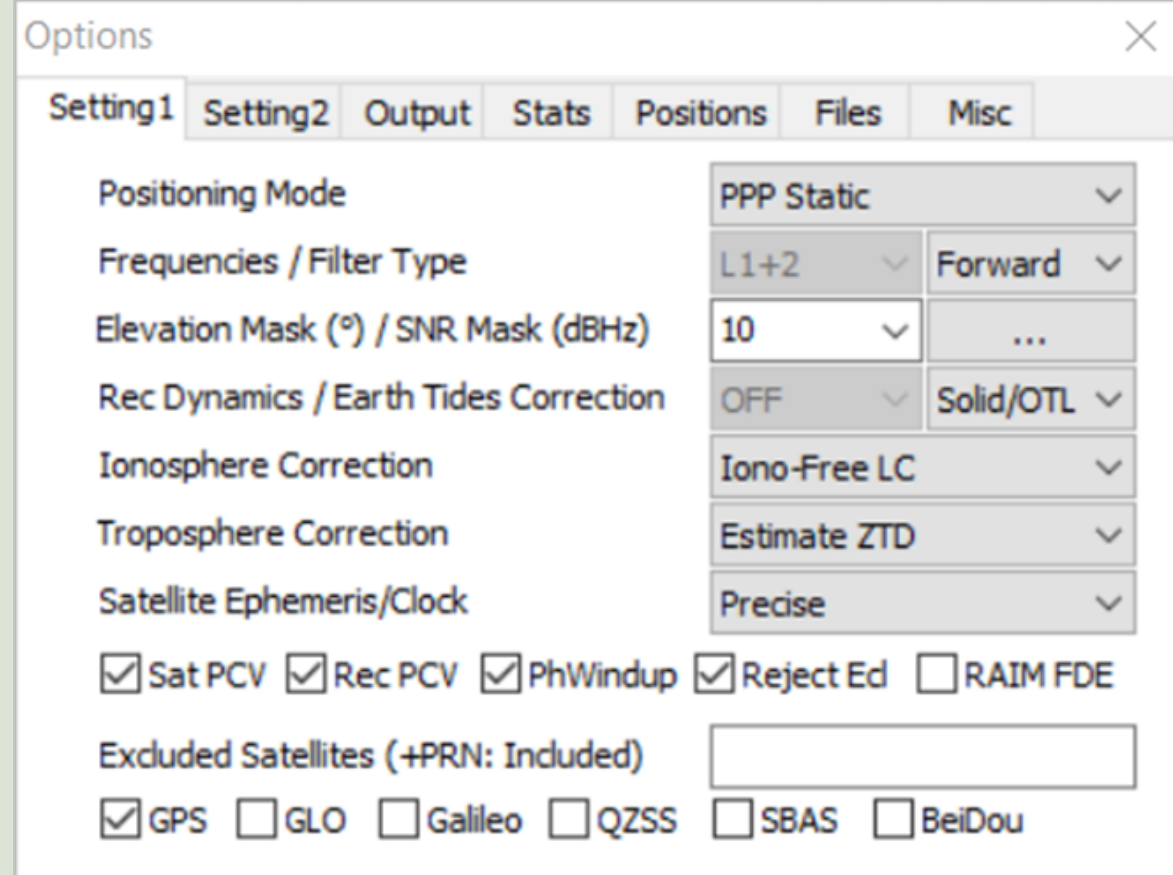 Options
Setting1 Setting2 Output Stats Positions Files Misc
Positioning Mode PPP Static
Frequencies / Filter Type L1+2 Forward
Elevation Mask (°) / SNR Mask (dBHz) 10 ...
Rec Dynamics / Earth Tides Correction OFF Solid/OTL
Ionosphere Correction Iono-Free LC
Troposphere Correction Estimate ZTD
Satellite Ephemeris/Clock Precise
Sat PCV Rec PCV PhWindup Reject Ecl RAIM FDE
Excluded Satellites (+PRN: Included)
GPS GLO Galileo QZSS SBAS BeiDou